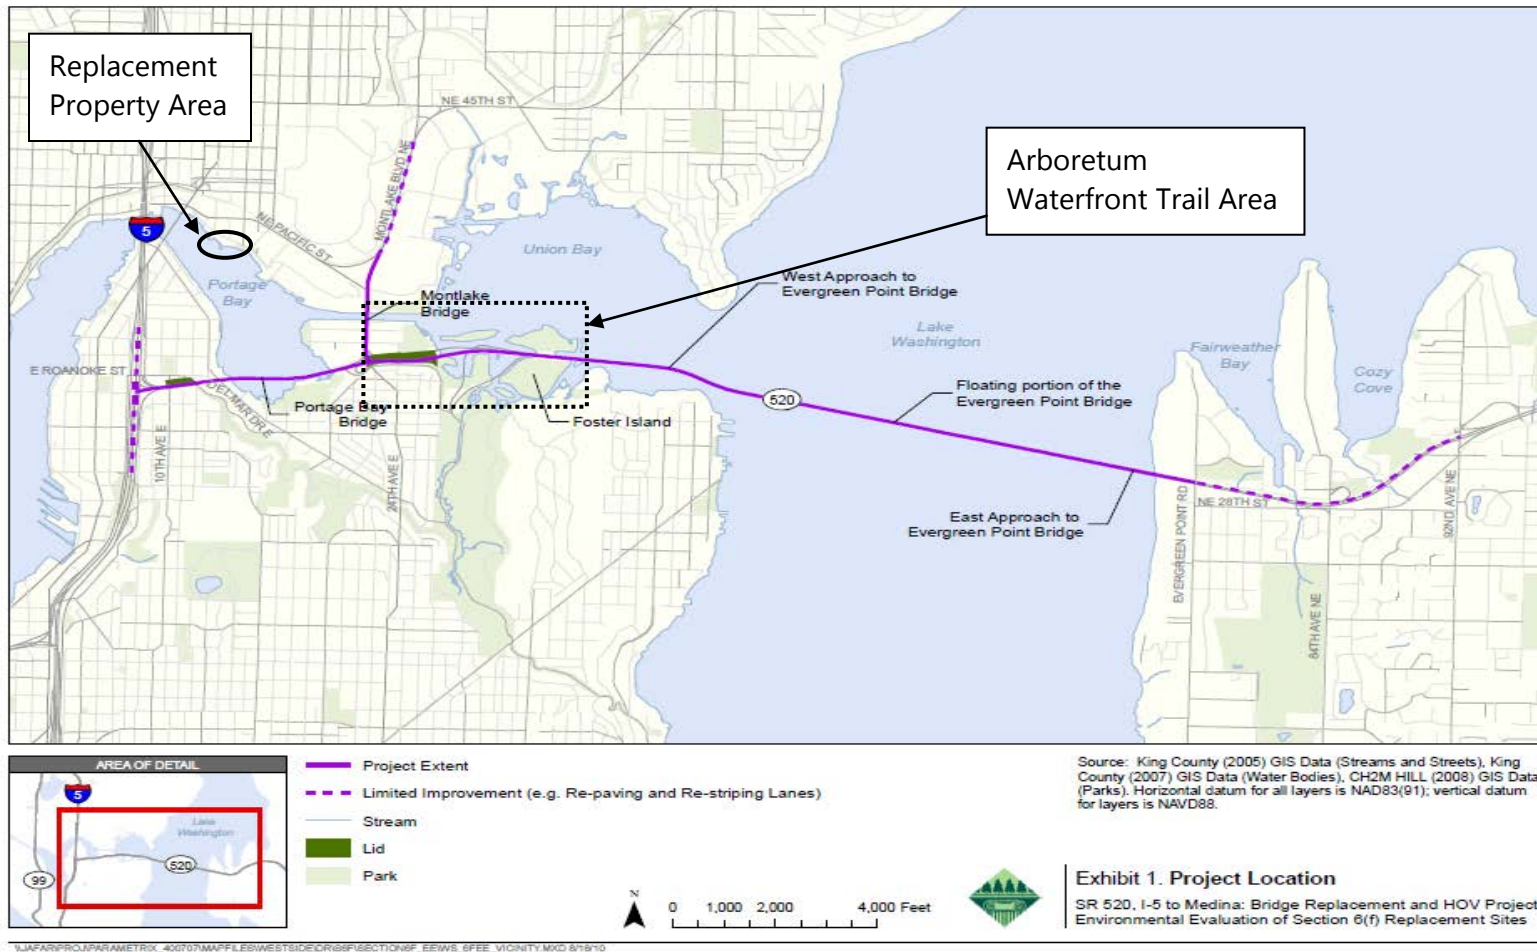 Replacement
Property Area
NE 45TH ST
Arboretum
Waterfront Trail Area
MONTLAKE BLVD NE
5
NE PACIFIC ST
Union Bay
Portage
Bay
Montlake
Bridge
West Approach to
Evergreen Point Bridge
Lake
Washington
Fairweather
Bay
Cozy
Cove
E ROANOKE ST
DELMAR DR E
Portage Bay
Bridge
Foster Island
520
Floating portion of the
Evergreen Point Bridge
10TH AVE E
24TH AVE E
East Approach to
Evergreen Point Bridge
EVERGREEN POINT RD
NE 28TH ST
84TH AVE NE
92ND AVE NE
AREA OF DETAIL
5
Lake
Washington
520
99
Project Extent
Limited Improvement (e.g. Re-paving and Re-striping Lanes)
Stream
Lid
Park
N
0 1,000 2,000 4,000 Feet
Source: King County (2005) GIS Data (Streams and Streets), King
County (2007) GIS Data (Water Bodies), CH2M HILL (2008) GIS Data
(Parks). Horizontal datum for all layers is NAD83(91); vertical datum
for layers is NAVD88.
Exhibit 1. Project Location
SR 520, I-5 to Medina: Bridge Replacement and HOV Project
Environmental Evaluation of Section 6(f) Replacement Sites